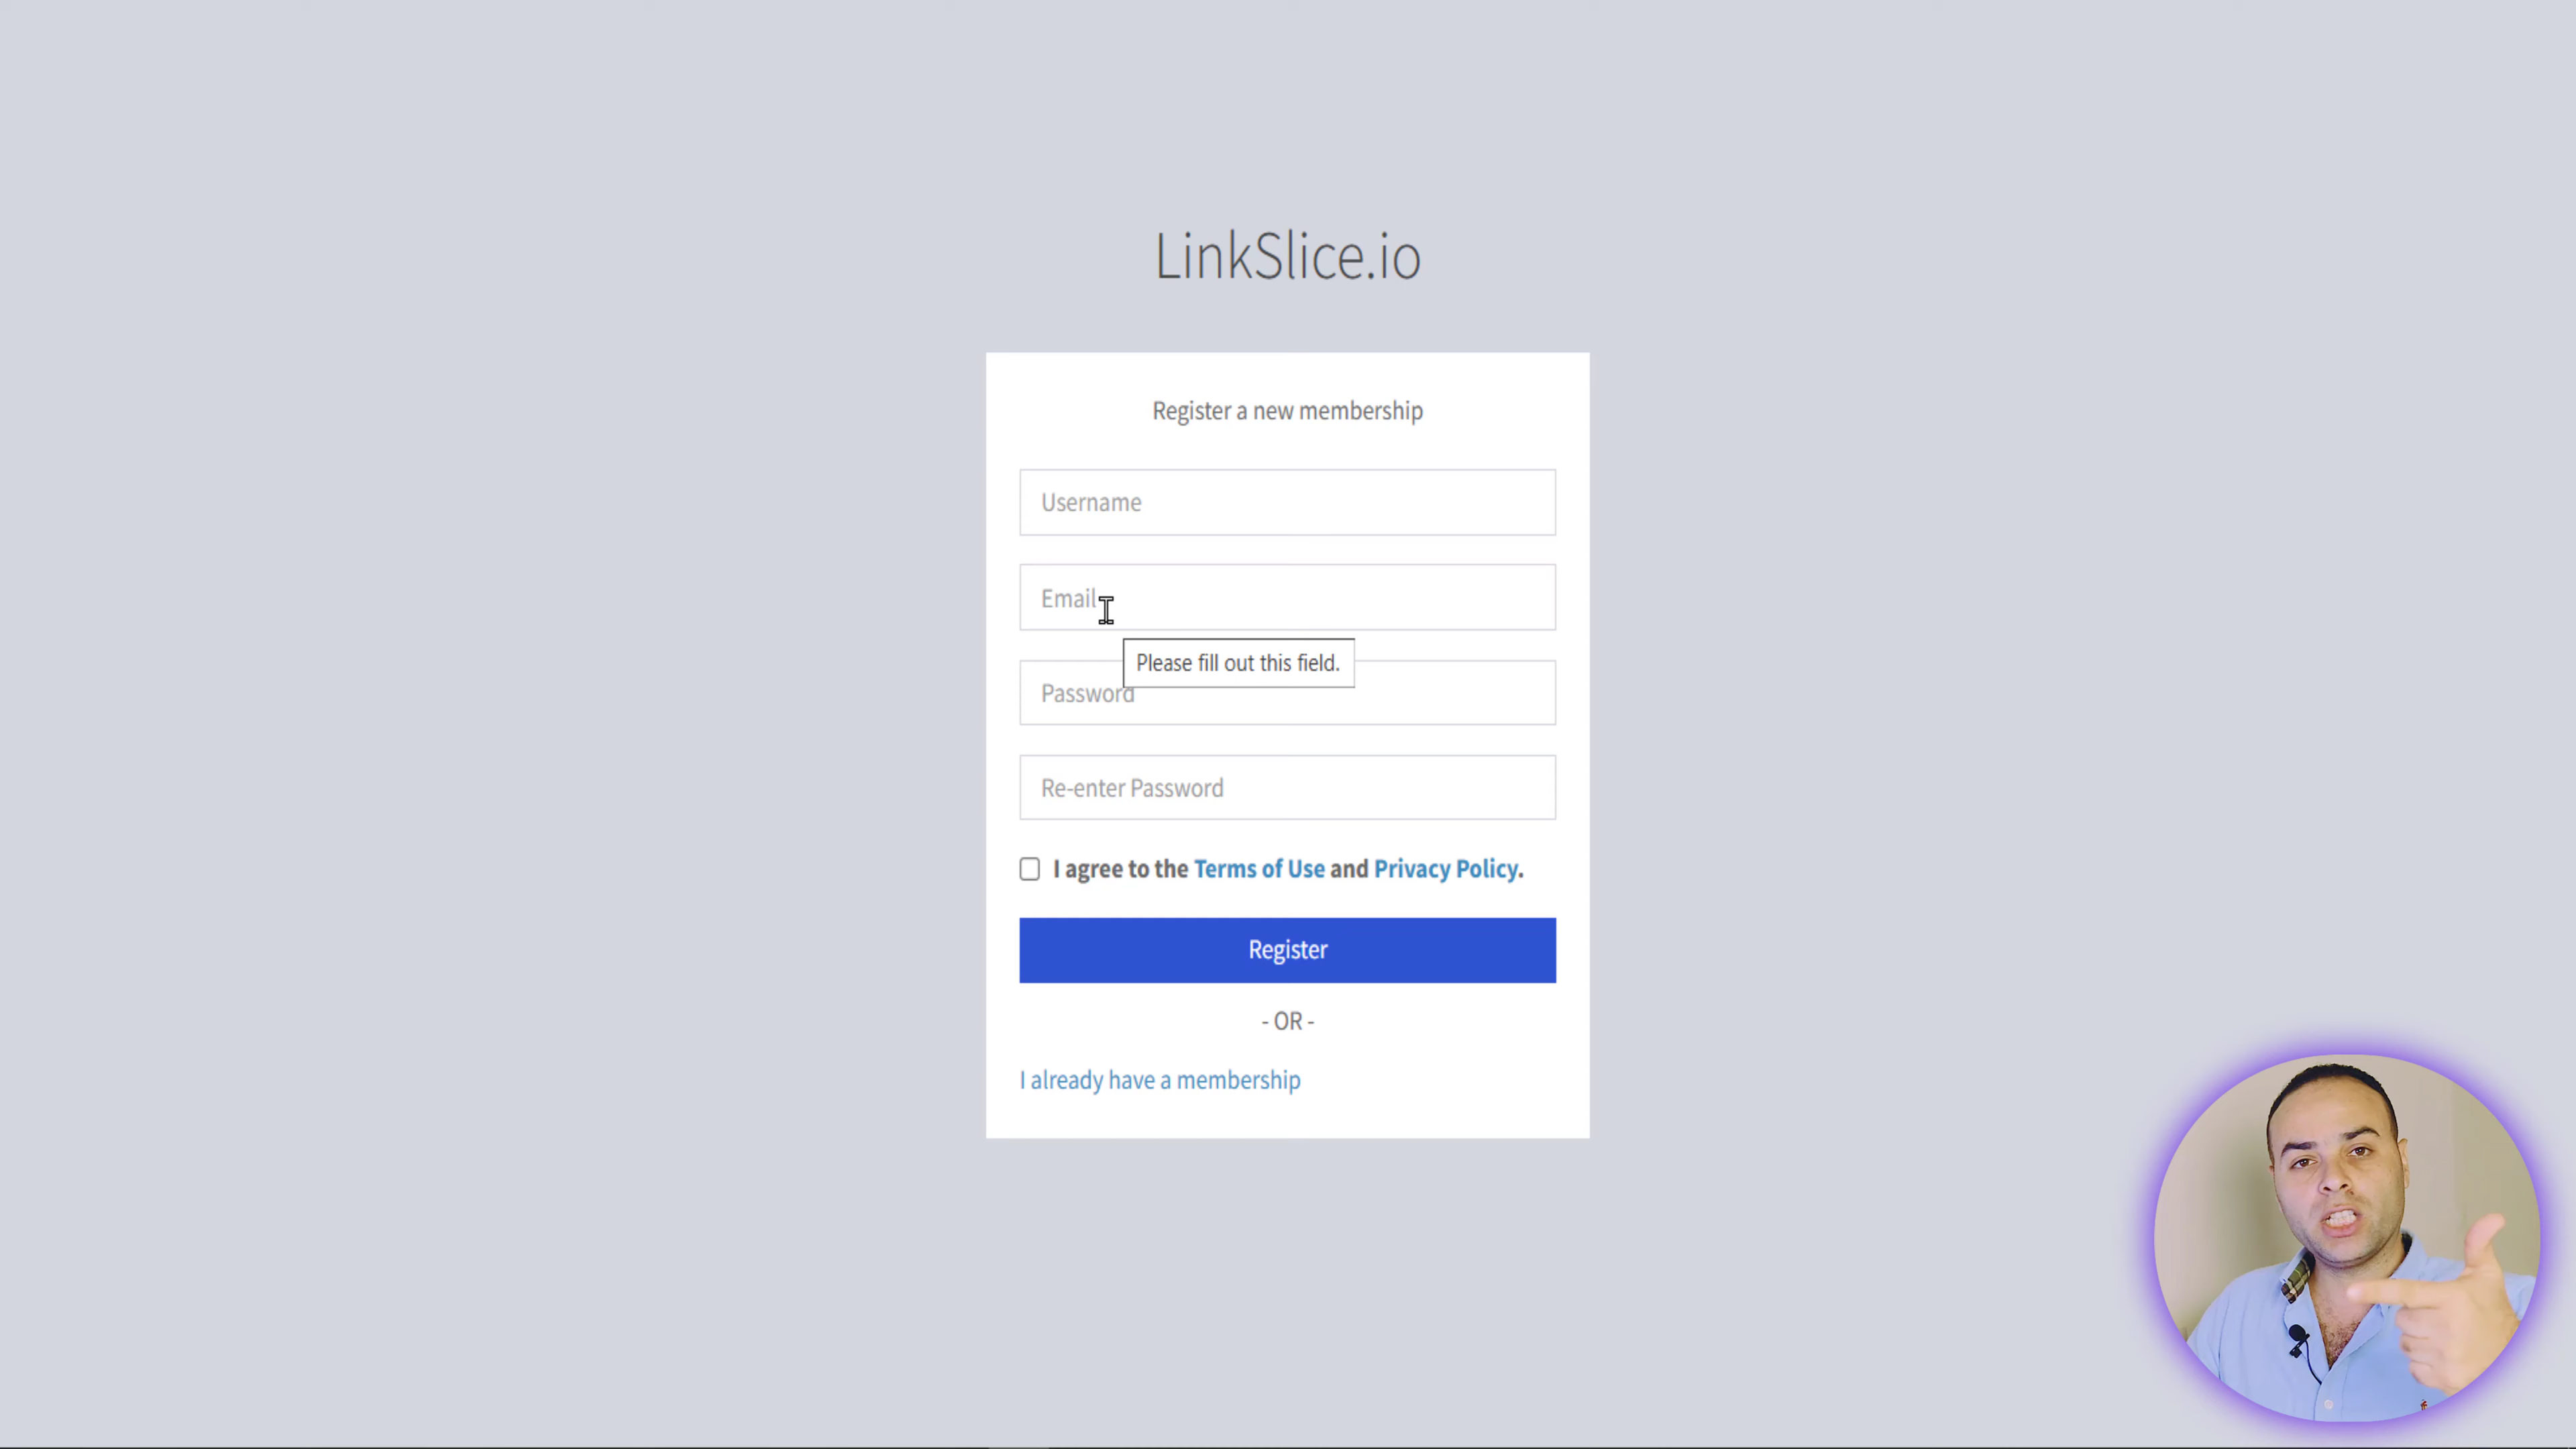 LinkSlice.io
Register a new membership
Username
Email
Please fill out this field.
Password
Re-enter Password
I agree to the Terms of Use and Privacy Policy.
Register
- OR -
I already have a membership